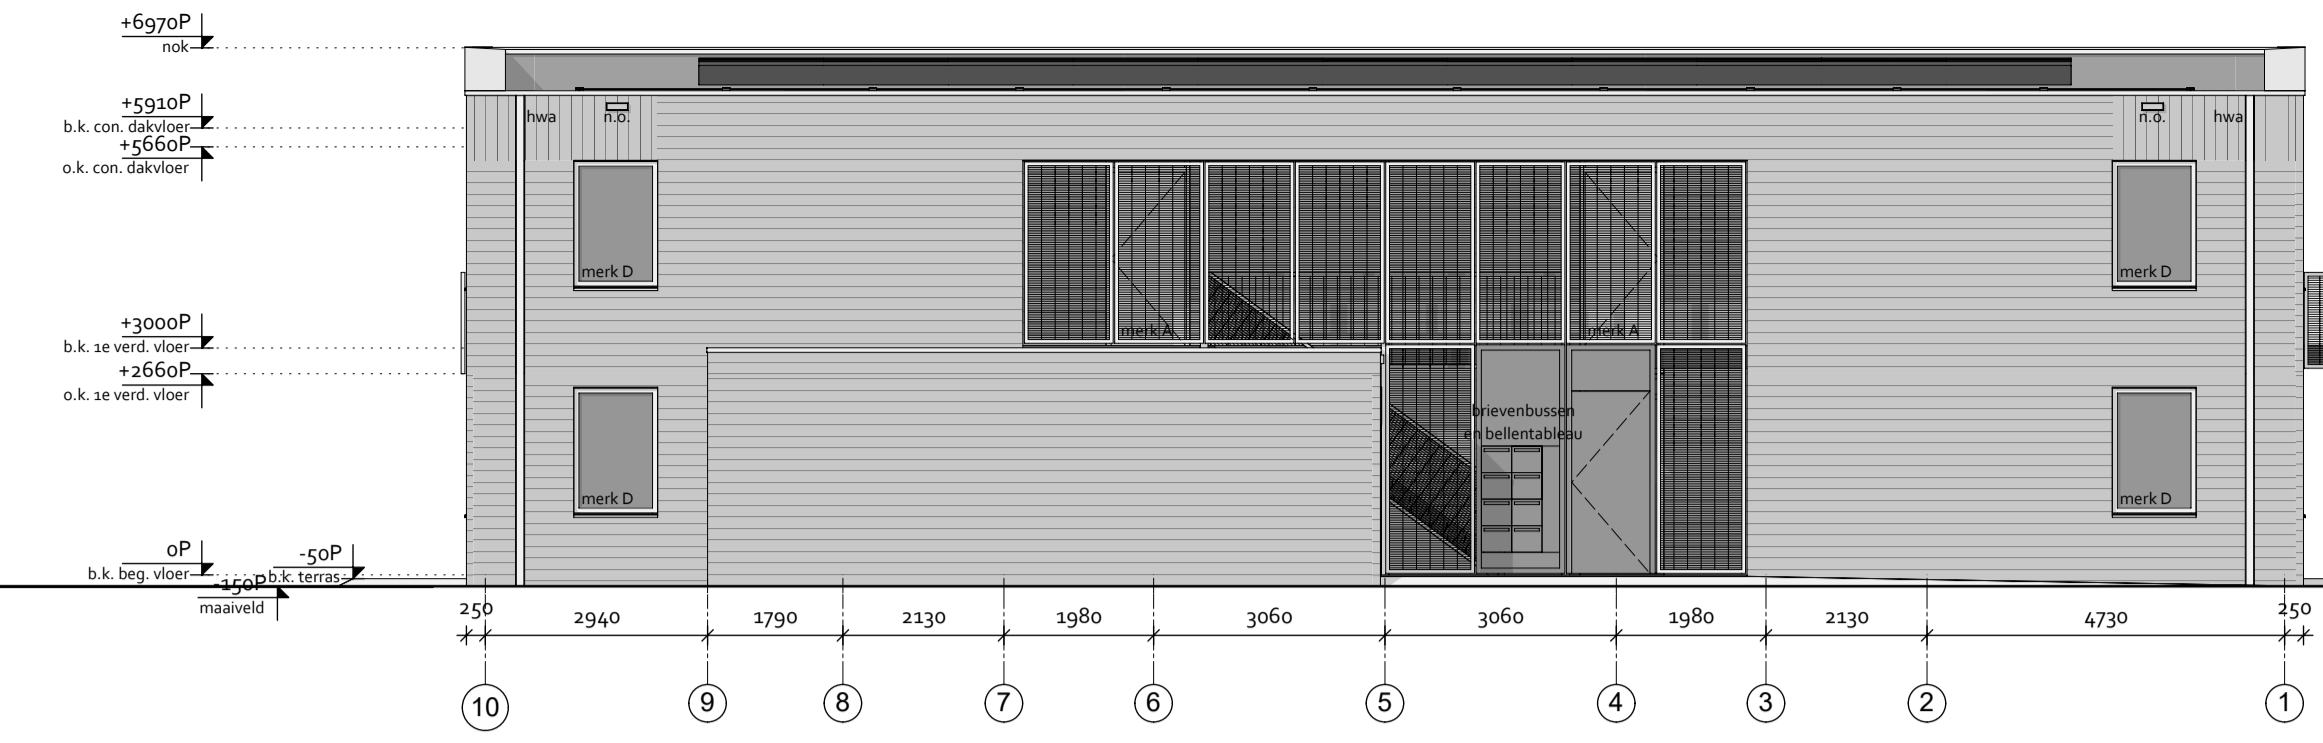 +6970P
nok
+5910P
b.k. con. dakvloer
+5660P
o.k. con. dakvloer
hwa
n.o.
n.o.
hwa
merk D
merk D
+3000P
b.k. 1e verd. vloer
merk A
merk A
+2660P
o.k. 1e verd. vloer
brievenbussen
en bellentableau
merk D
merk D
0P
b.k. beg. vloer
-50P
b.k. terras
-150P
maaiveld
250
2940
1790
2130
1980
3060
3060
1980
2130
4730
250
10
9
8
7
6
5
4
3
2
1